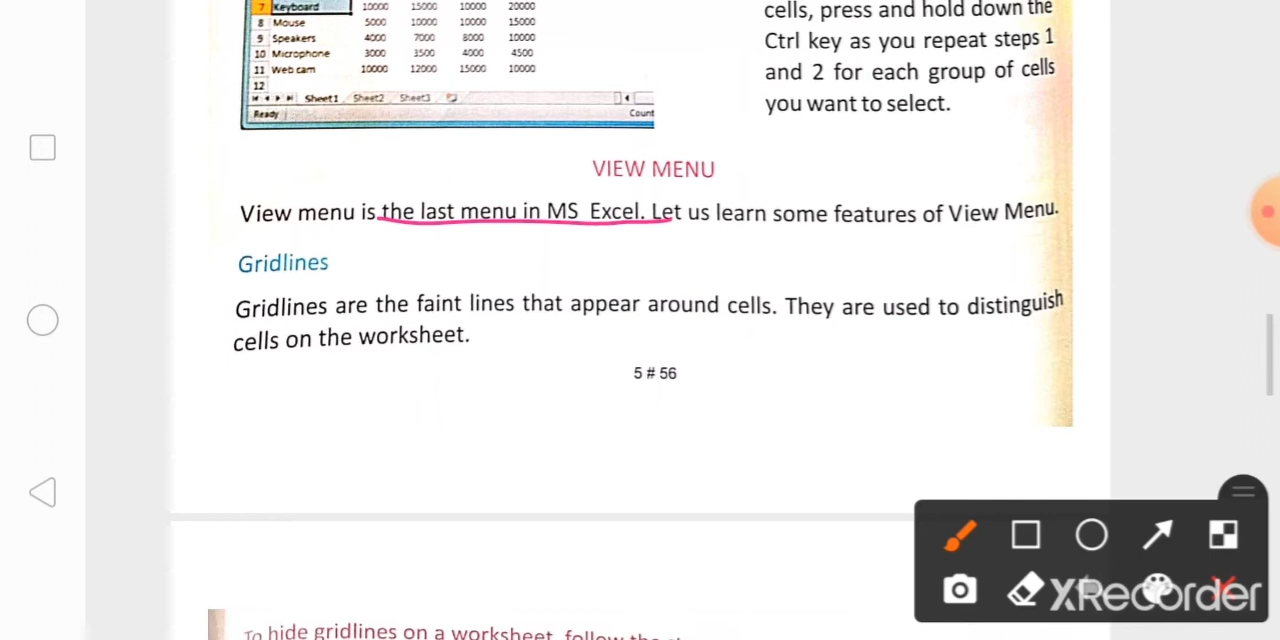 7 Keyboard 10000 15000 10000 20000
8 Mouse 5000 10000 10000 15000
9 Speakers 4000 7000 8000 10000
10 Microphone 3000 3500 4000 4500
11 Web cam 10000 12000 15000 10000
12
Sheet1 Sheet2 Sheet3
Ready Count
cells, press and hold down the
Ctrl key as you repeat steps 1
and 2 for each group of cells
you want to select.
VIEW MENU
View menu is the last menu in MS Excel. Let us learn some features of View Menu.
Gridlines
Gridlines are the faint lines that appear around cells. They are used to distinguish
cells on the worksheet.
5 # 56
To hide gridlines on a worksheet, follow
XRecorder